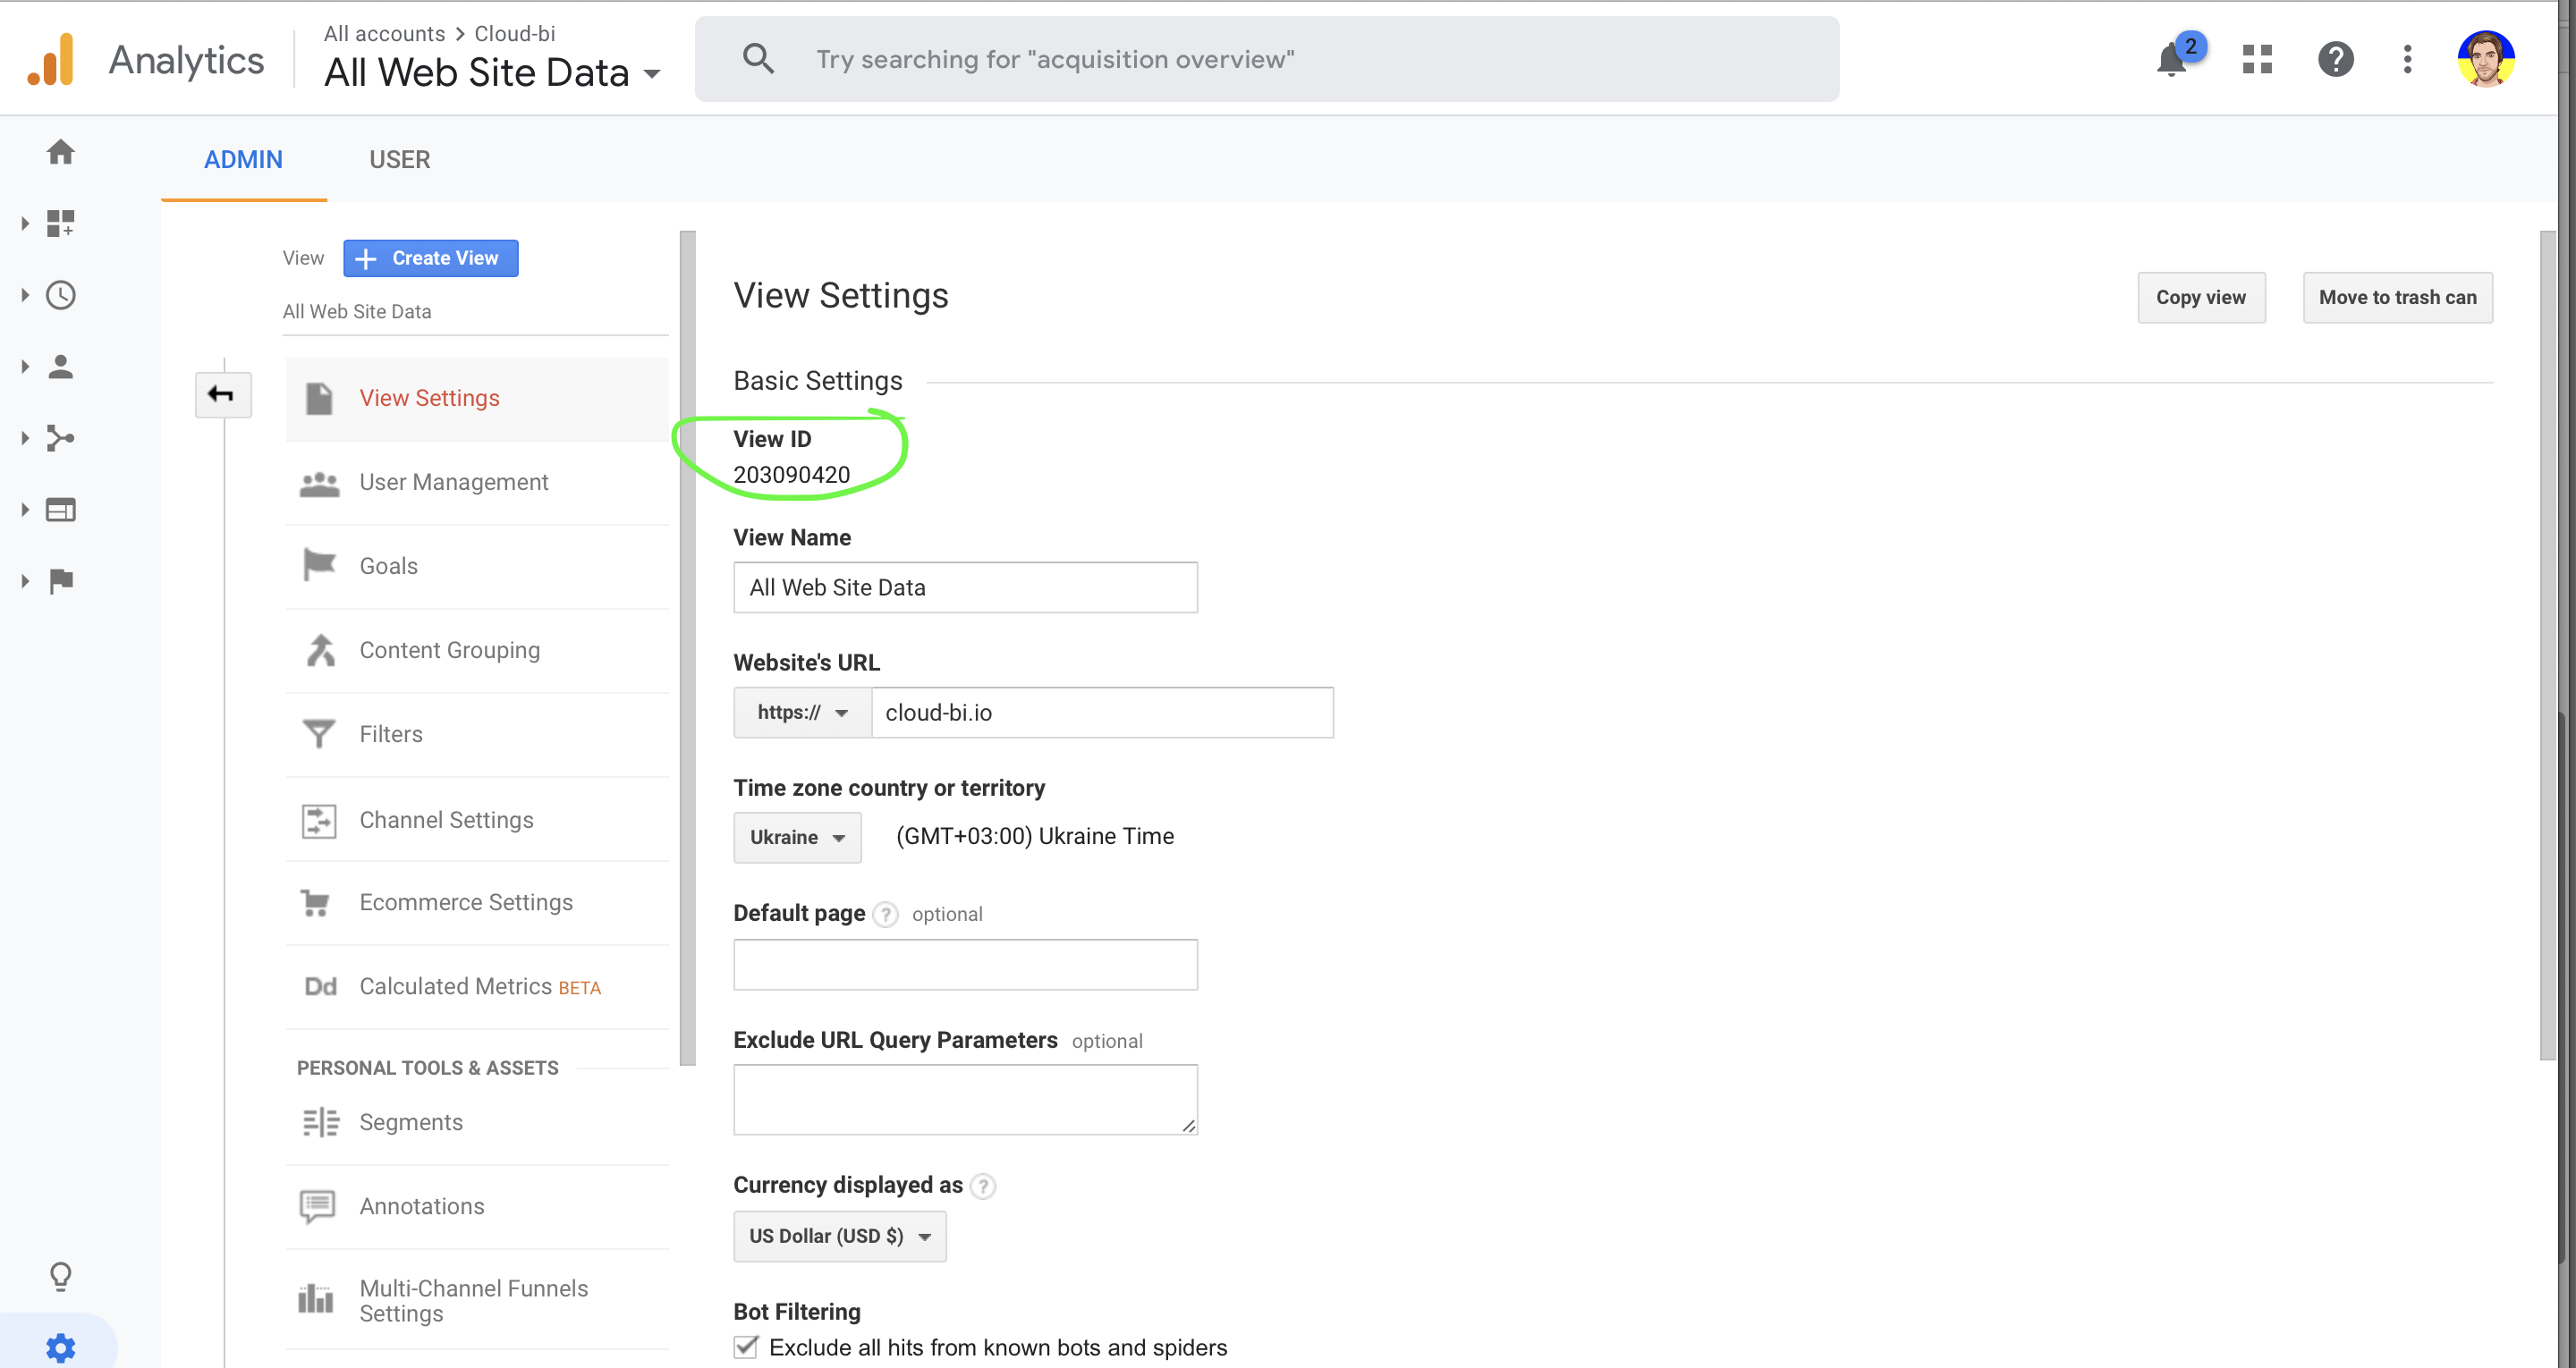 All accounts > Cloud-bi
Analytics
All Web Site Data
Try searching for "acquisition overview"
2
ADMIN
USER
View
Create View
All Web Site Data
View Settings
User Management
Goals
Content Grouping
Filters
Channel Settings
Ecommerce Settings
Dd Calculated Metrics BETA
PERSONAL TOOLS & ASSETS
Segments
Annotations
Multi-Channel Funnels
Settings
View Settings
Copy view
Move to trash can
Basic Settings
View ID
203090420
View Name
All Web Site Data
Website's URL
https://
cloud-bi.io
Time zone country or territory
Ukraine
(GMT+03:00) Ukraine Time
Default page ? optional
Exclude URL Query Parameters optional
Currency displayed as ?
US Dollar (USD $)
Bot Filtering
Exclude all hits from known bots and spiders